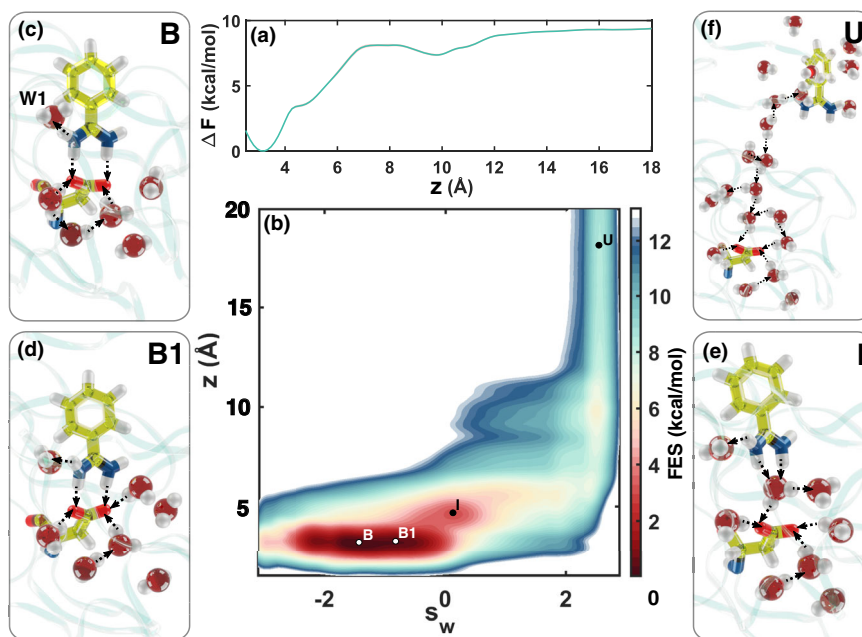 (c) B
W1
(a)
10
5
0
ΔF (kcal/mol)
4 6 8 10 12 14 16 18
z (Å)
(f) U
(b)
20
15
10
5
z (Å)
U
I
B B1
-2 0 2
s_w
12
10
8
6
4
2
0
FES (kcal/mol)
(d) B1
(e) I